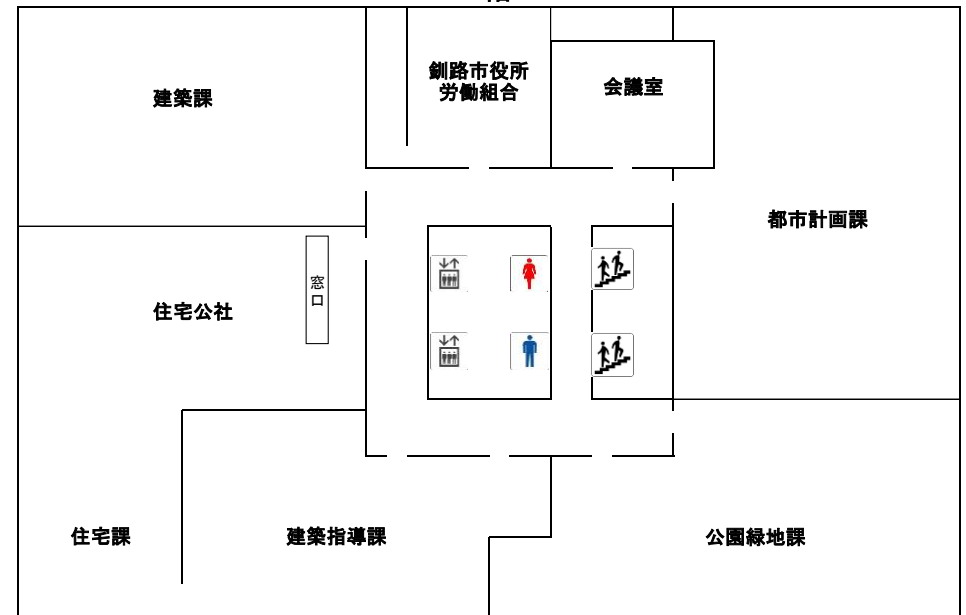 釧路市役所
労働組合
会議室
建築課
都市計画課
窓
口
住宅公社
住宅課
建築指導課
公園緑地課